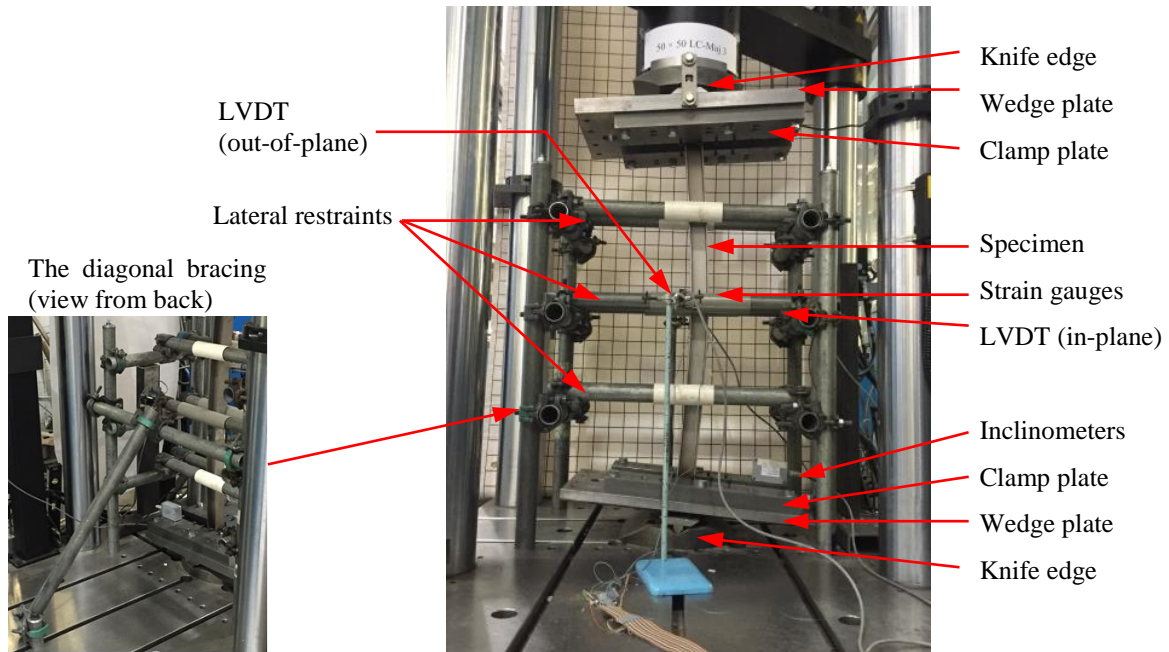 50 × 50 LC-Maj 3
Knife edge
Wedge plate
Clamp plate
LVDT
(out-of-plane)
Lateral restraints
Specimen
The diagonal bracing
(view from back)
Strain gauges
LVDT (in-plane)
Inclinometers
Clamp plate
Wedge plate
Knife edge